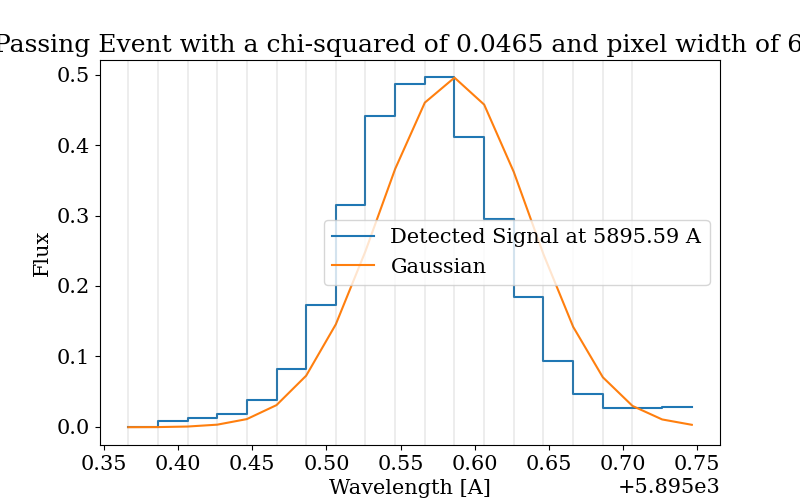 Passing Event with a chi-squared of 0.0465 and pixel width of 6
0.5
0.4
0.3
0.2
0.1
0.0
Flux
Detected Signal at 5895.59 A
Gaussian
0.35 0.40 0.45 0.50 0.55 0.60 0.65 0.70 0.75
Wavelength [A]
+5.895e3